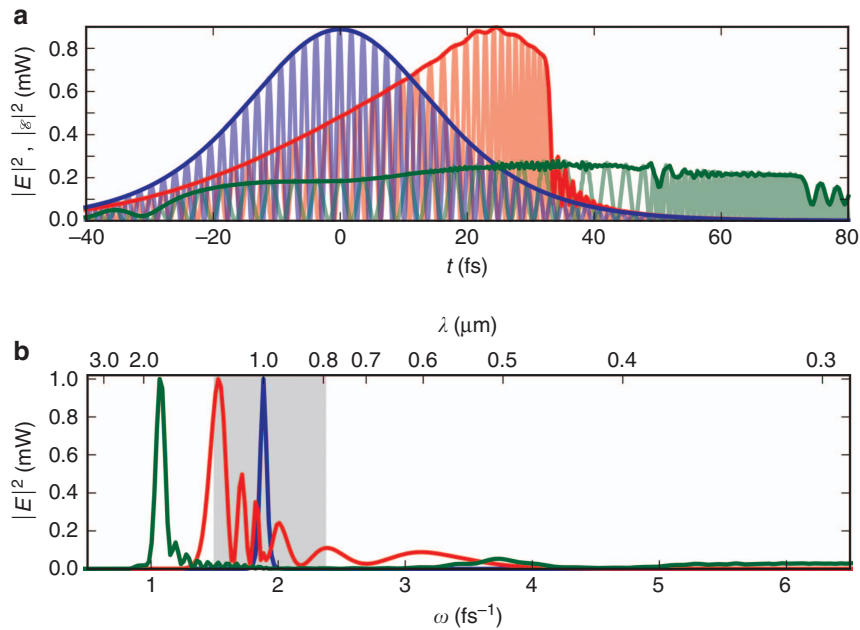 a
|E|², |ℰ|² (mW)
0.8
0.6
0.4
0.2
0.0
−40 −20 0 20 40 60 80
t (fs)
λ (μm)
b
3.0 2.0 1.0 0.8 0.7 0.6 0.5 0.4 0.3
|E|² (mW)
1.0
0.8
0.6
0.4
0.2
0.0
1 2 3 4 5 6
ω (fs⁻¹)